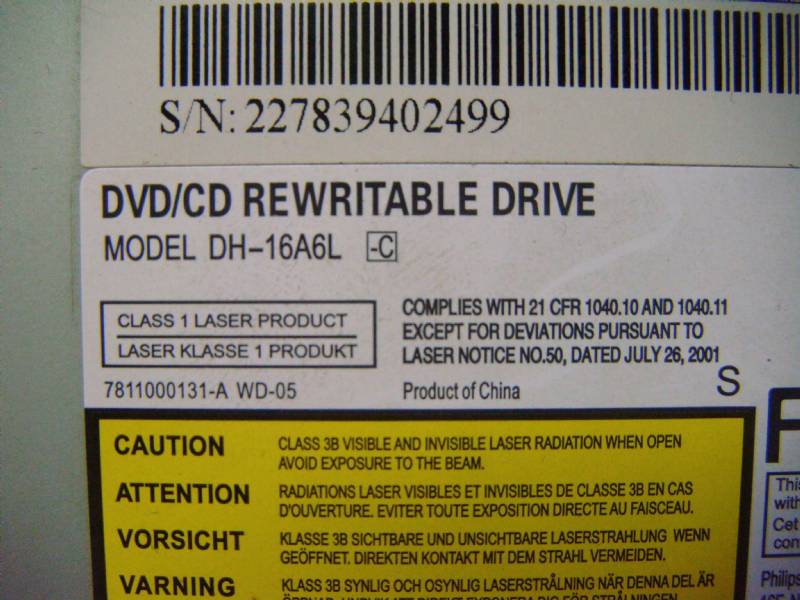 S/N: 227839402499
DVD/CD REWRITABLE DRIVE
MODEL DH-16A6L -C
CLASS 1 LASER PRODUCT
LASER KLASSE 1 PRODUKT
COMPLIES WITH 21 CFR 1040.10 AND 1040.11
EXCEPT FOR DEVIATIONS PURSUANT TO
LASER NOTICE NO.50, DATED JULY 26, 2001
7811000131-A WD-05
Product of China
S
CAUTION CLASS 3B VISIBLE AND INVISIBLE LASER RADIATION WHEN OPEN
AVOID EXPOSURE TO THE BEAM.
ATTENTION RADIATIONS LASER VISIBLES ET INVISIBLES DE CLASSE 3B EN CAS
D'OUVERTURE. EVITER TOUTE EXPOSITION DIRECTE AU FAISCEAU.
VORSICHT KLASSE 3B SICHTBARE UND UNSICHTBARE LASERSTRAHLUNG WENN
GEÖFFNET. DIREKTEN KONTAKT MIT DEM STRAHL VERMEIDEN.
VARNING KLASS 3B SYNLIG OCH OSYNLIG LASERSTRÅLNING NÄR DENNA DEL ÄR
F
This
with
Cet
Philips